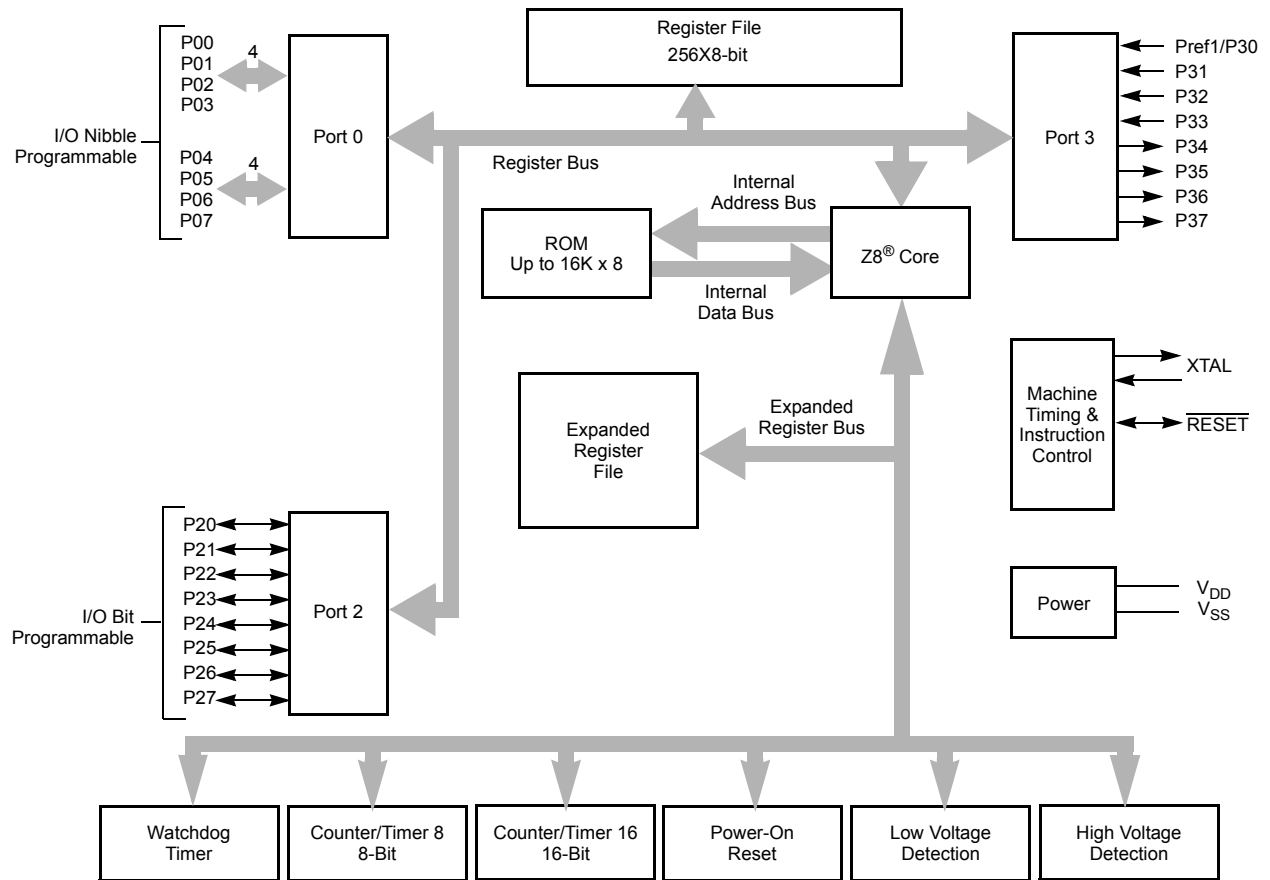 P00
P01
P02
P03
4
I/O Nibble
Programmable
P04
P05
P06
P07
4
Port 0
Register File
256X8-bit
Port 3
Pref1/P30
P31
P32
P33
P34
P35
P36
P37
Register Bus
Internal
Address Bus
ROM
Up to 16K x 8
Z8® Core
Internal
Data Bus
Expanded
Register
File
Expanded
Register Bus
Machine
Timing &
Instruction
Control
XTAL
RESET
P20
P21
P22
P23
P24
P25
P26
P27
I/O Bit
Programmable
Port 2
Power
VDD
VSS
Watchdog
Timer
Counter/Timer 8
8-Bit
Counter/Timer 16
16-Bit
Power-On
Reset
Low Voltage
Detection
High Voltage
Detection